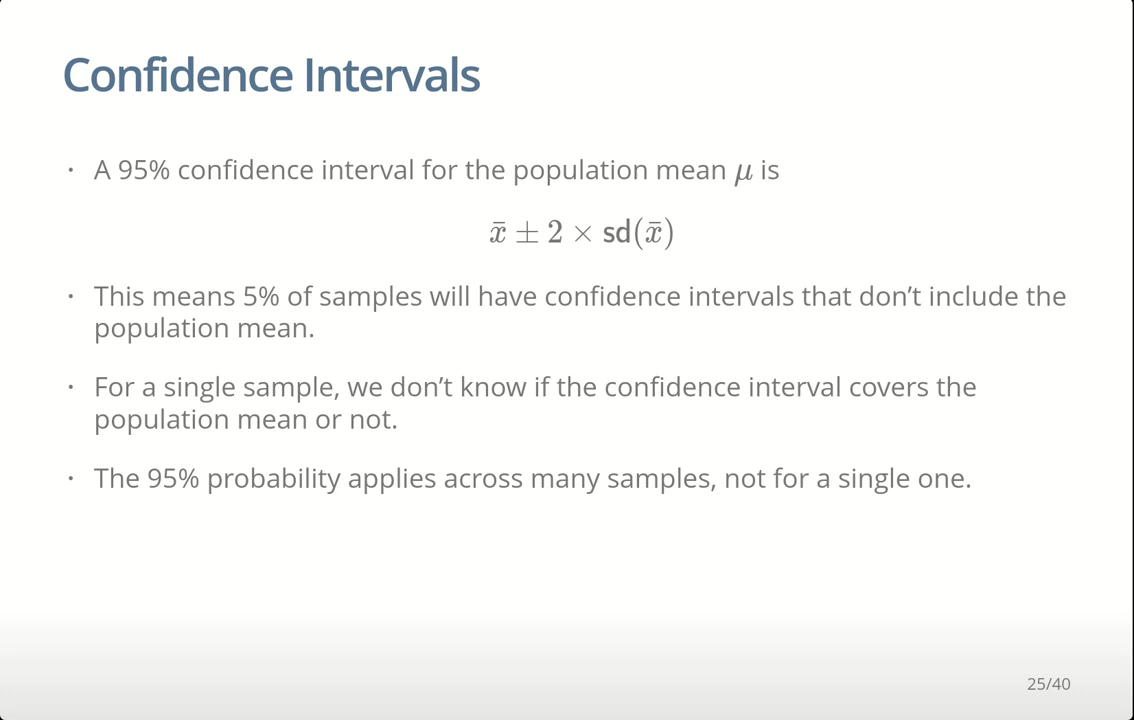 Confidence Intervals
· A 95% confidence interval for the population mean μ is
x̄ ± 2 × sd(x̄)
· This means 5% of samples will have confidence intervals that don’t include the
population mean.
· For a single sample, we don’t know if the confidence interval covers the
population mean or not.
· The 95% probability applies across many samples, not for a single one.
25/40